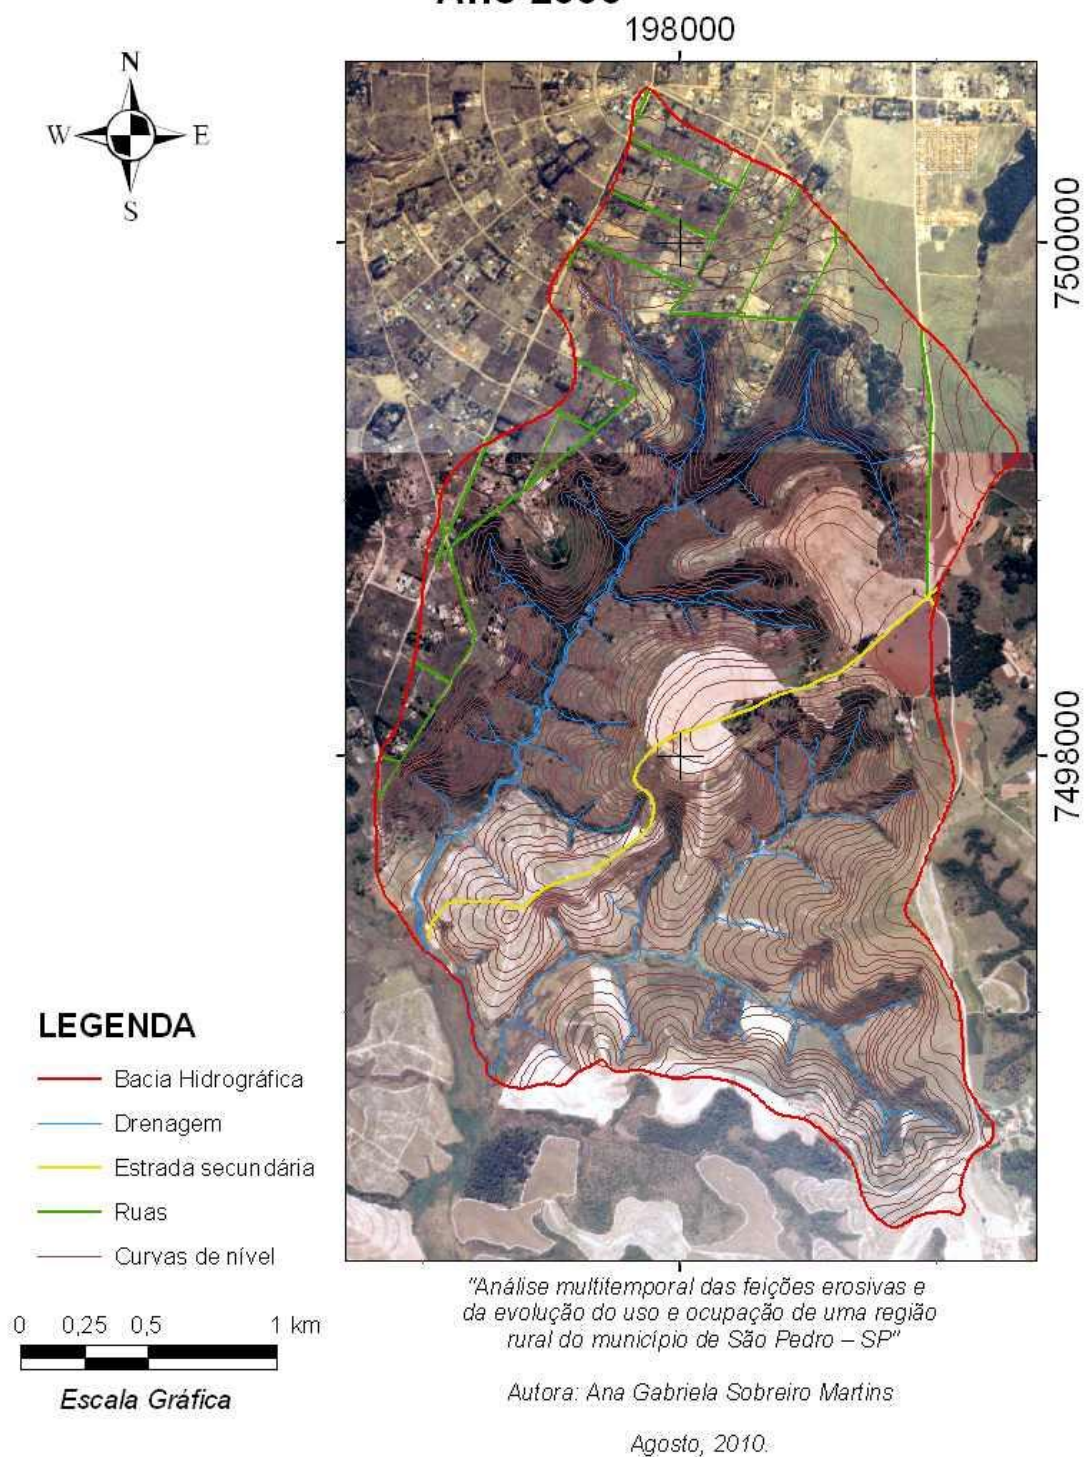 198000
N
W E
S
7500000
7498000
LEGENDA
Bacia Hidrográfica
Drenagem
Estrada secundária
Ruas
Curvas de nível
0 0,25 0,5 1 km
Escala Gráfica
"Análise multitemporal das feições erosivas e
da evolução do uso e ocupação de uma região
rural do município de São Pedro – SP"
Autora: Ana Gabriela Sobreiro Martins
Agosto, 2010.